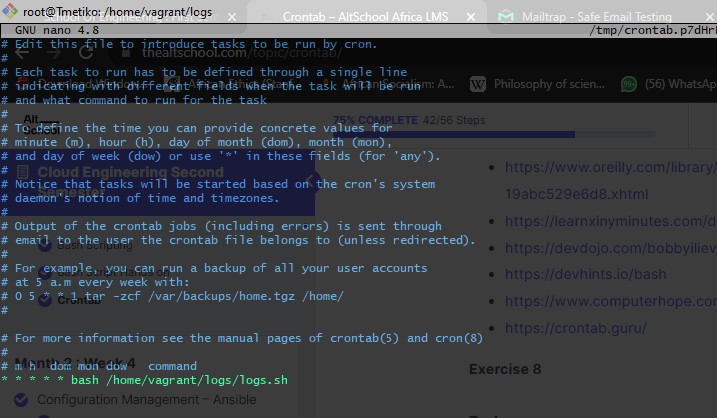 root@Tmetiko: /home/vagrant/logs
Crontab – AltSchool Africa LMS
Mailtrap - Safe Email Testing
GNU nano 4.8
/tmp/crontab.p7dHr
# Edit this file to introduce tasks to be run by cron.
#
thealtschool.com/topic/crontab/
# Each task to run has to be defined through a single line
# indicating with different fields when the task will be run
Philosophy of scien...
(56) WhatsApp
# and what command to run for the task
#
# To define the time you can provide concrete values for
75% COMPLETE 42/56 Steps
# minute (m), hour (h), day of month (dom), month (mon),
# and day of week (dow) or use '*' in these fields (for 'any').
#
Cloud Engineering Second
Semester
# Notice that tasks will be started based on the cron's system
# daemon's notion of time and timezones.
#
# Output of the crontab jobs (including errors) is sent through
# email to the user the crontab file belongs to (unless redirected).
#
# For example, you can run a backup of all your user accounts
# at 5 a.m every week with:
# 0 5 * * 1 tar -zcf /var/backups/home.tgz /home/
#
# For more information see the manual pages of crontab(5) and cron(8)
#
# m h dom mon dow command
* * * * * bash /home/vagrant/logs/logs.sh
Bash Scripting
Crontab
Month 2 : Week 4
Configuration Management – Ansible
https://www.oreilly.com/library/
19abc529e6d8.xhtml
https://learnxinyminutes.com/d
https://devdojo.com/bobbyiliev
https://devhints.io/bash
https://www.computerhope.com
https://crontab.guru/
Exercise 8